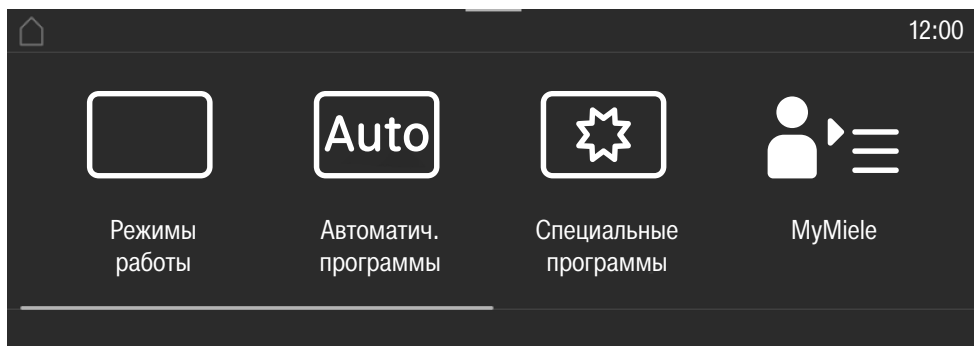 12:00
Auto
Режимы
работы
Автоматич.
программы
Специальные
программы
MyMiele